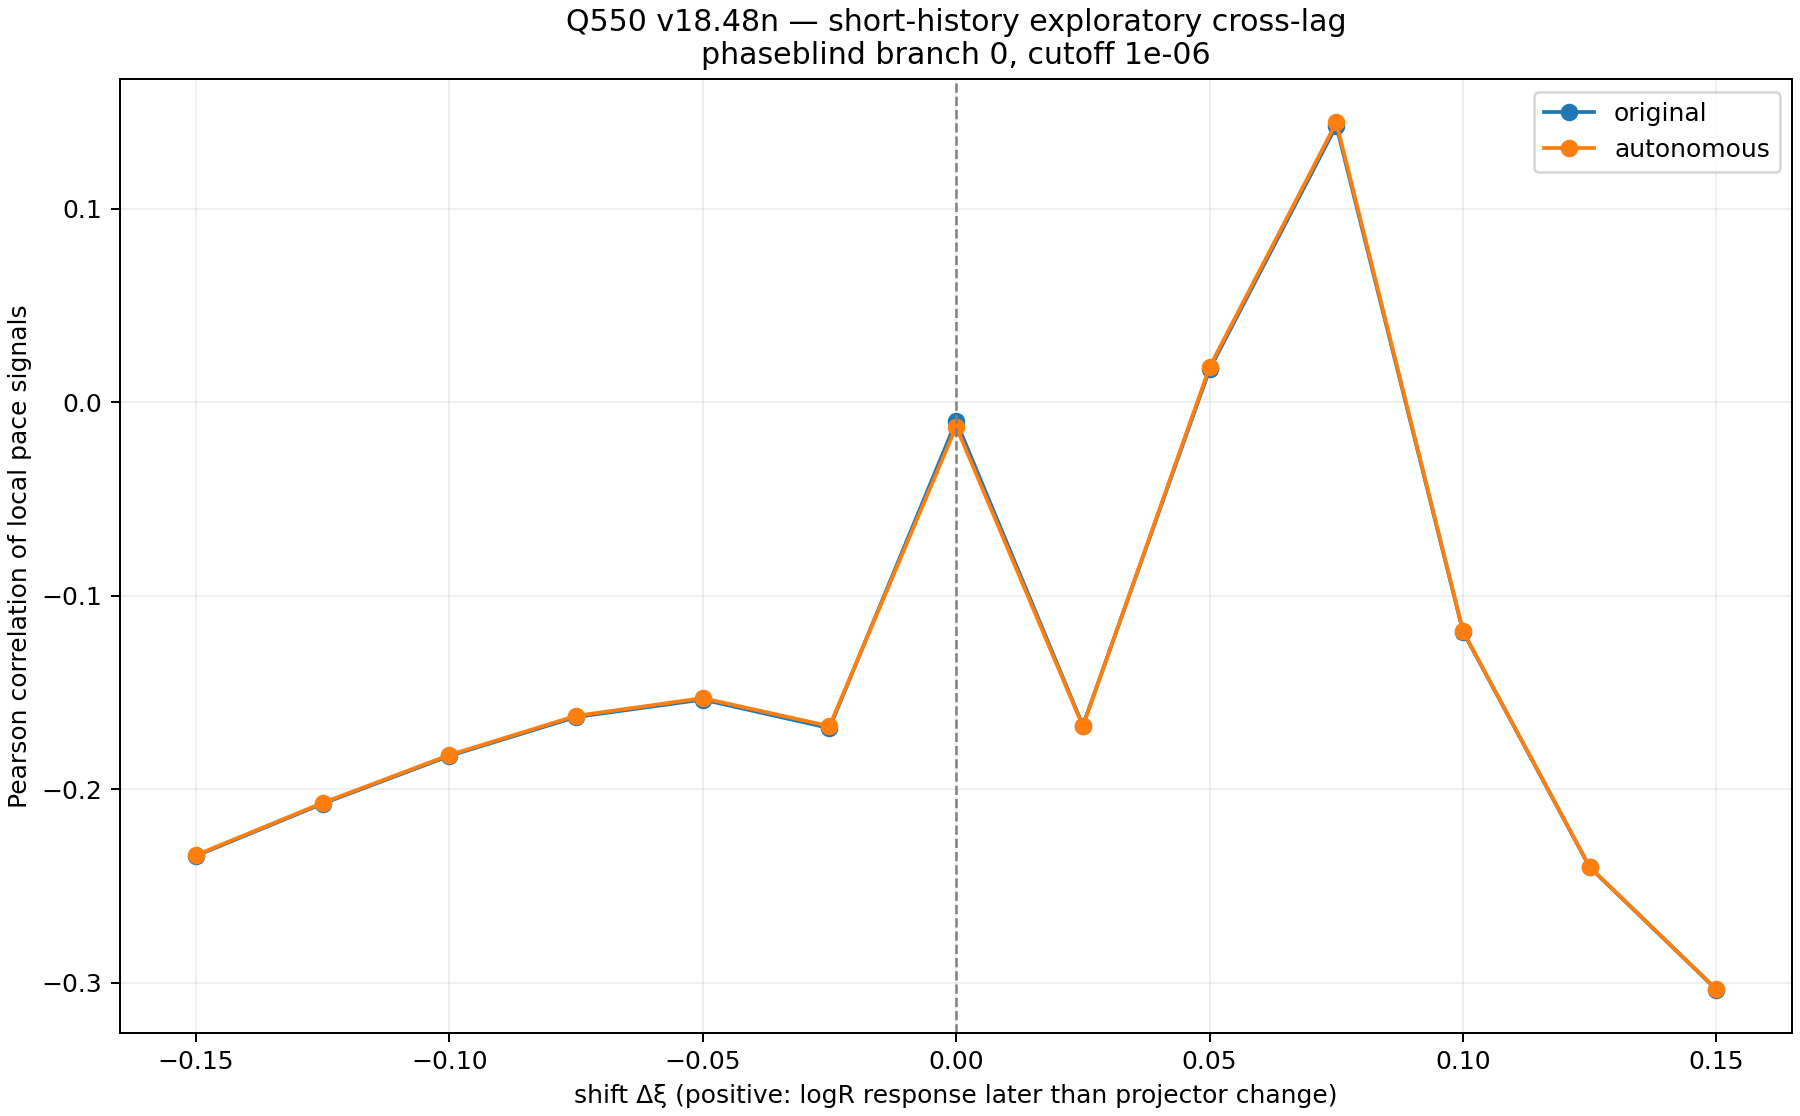 Q550 v18.48n — short-history exploratory cross-lag
phaseblind branch 0, cutoff 1e-06
original
autonomous
Pearson correlation of local pace signals
0.1
0.0
−0.1
−0.2
−0.3
−0.15
−0.10
−0.05
0.00
0.05
0.10
0.15
shift Δξ (positive: logR response later than projector change)